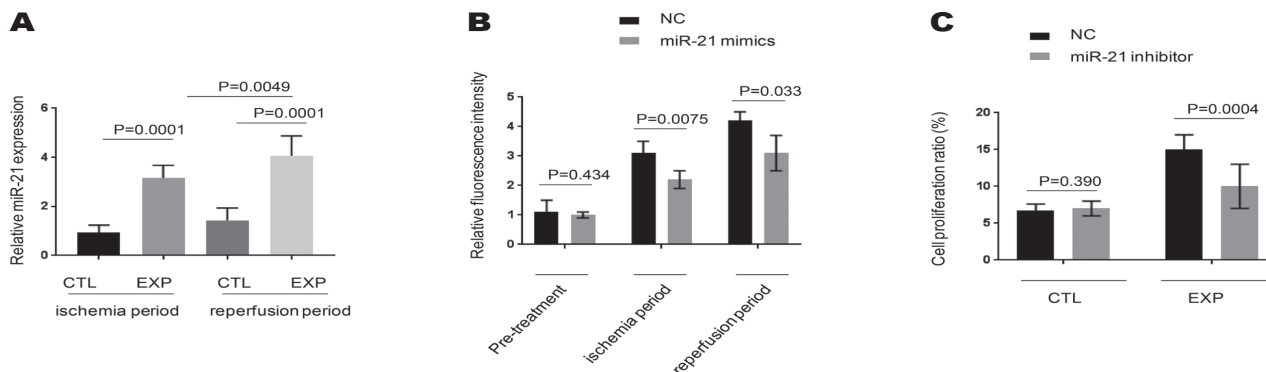 A
Relative miR-21 expression
6
4
2
0
P=0.0001
P=0.0049
P=0.0001
CTL EXP CTL EXP
ischemia period reperfusion period
B
NC
miR-21 mimics
Relative fluorescence intensity
5
4
3
2
1
0
P=0.434
P=0.0075
P=0.033
Pre-treatment
ischemia period
reperfusion period
C
NC
miR-21 inhibitor
Cell proliferation ratio (%)
20
15
10
5
0
P=0.390
P=0.0004
CTL EXP